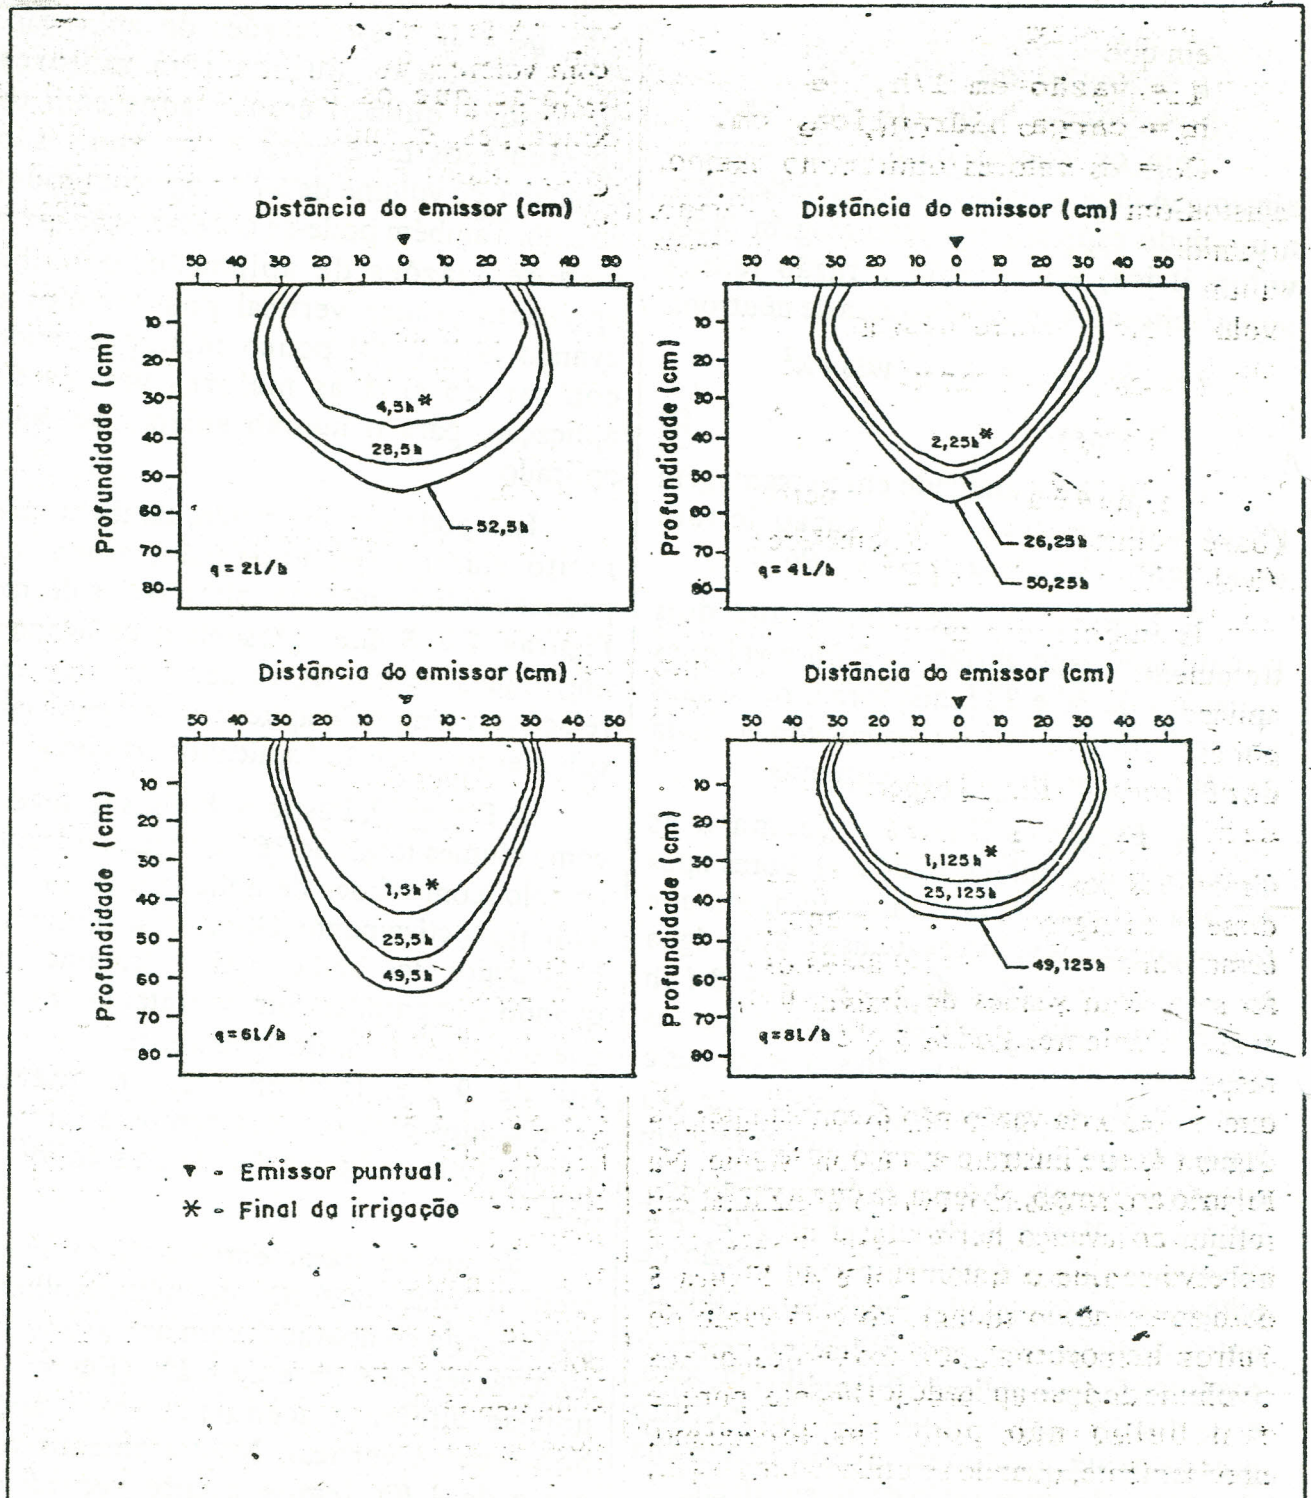 Distância do emissor (cm)
50 40 30 20 10 0 10 20 30 40 50
Profundidade (cm)
10
20
30
40
50
60
70
80
4,5h*
28,5h
52,5h
q = 2L/h
Distância do emissor (cm)
50 40 30 20 10 0 10 20 30 40 50
Profundidade (cm)
10
20
30
40
50
60
70
80
2,25h*
26,25h
50,25h
q = 4L/h
Distância do emissor (cm)
50 40 30 20 10 0 10 20 30 40 50
Profundidade (cm)
10
20
30
40
50
60
70
80
1,5h*
25,5h
49,5h
q = 6L/h
Distância do emissor (cm)
50 40 30 20 10 0 10 20 30 40 50
Profundidade (cm)
10
20
30
40
50
60
70
80
1,125h*
25,125h
49,125h
q = 8L/h
▼ - Emissor puntual.
* - Final da irrigação